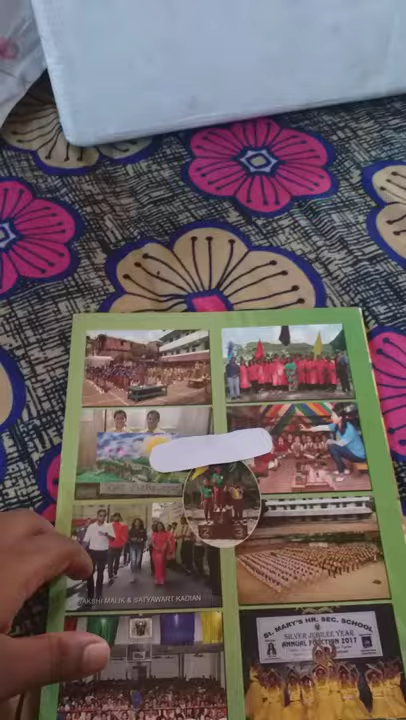 SAKSHI MALIK & SATYAWART KADIAN
ST. MARY'S HR. SEC. SCHOOL
SILVER JUBILEE YEAR
ANNUAL FUNCTION 2017